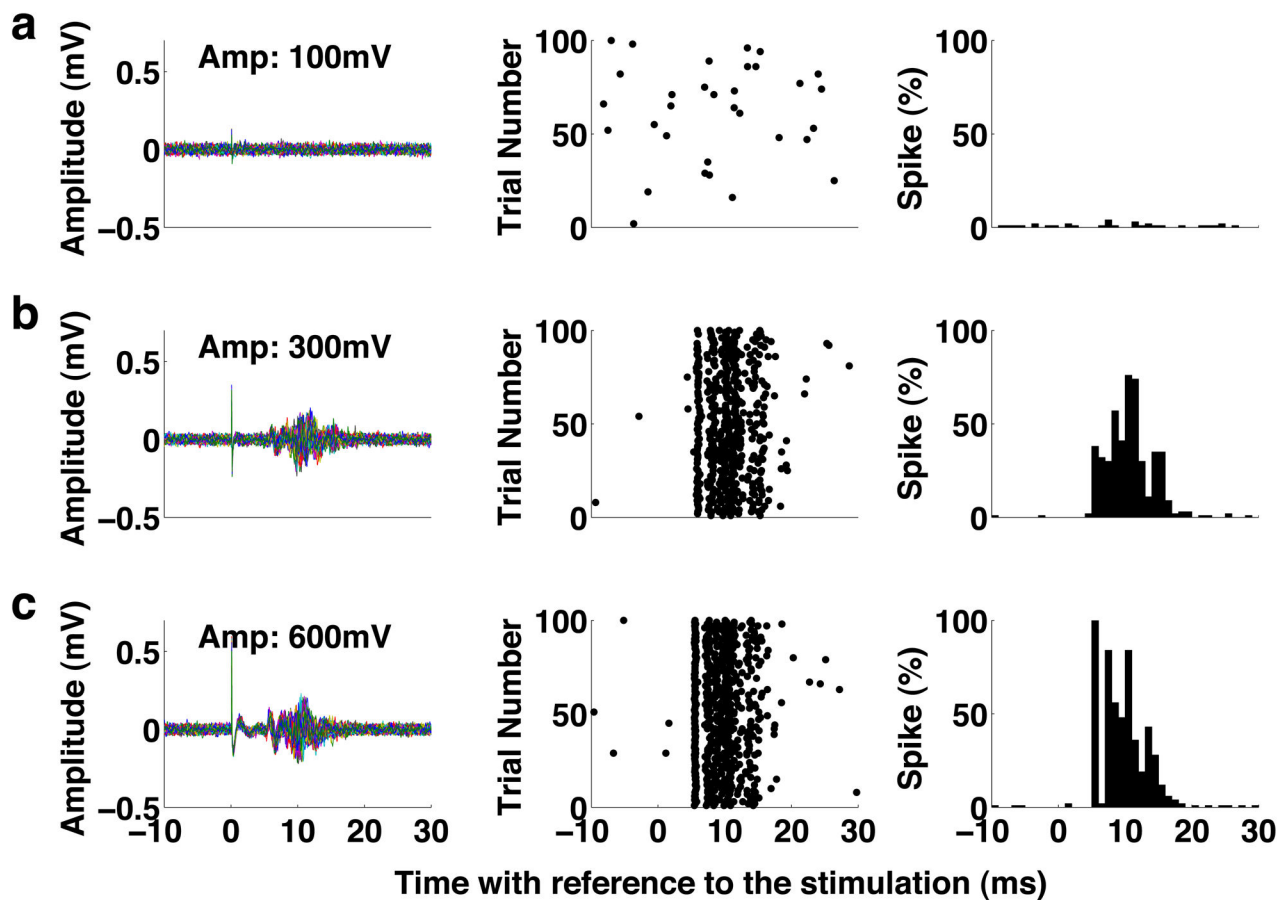 a
Amplitude (mV)
0.5
0
−0.5
Amp: 100mV
Trial Number
100
50
0
Spike (%)
100
50
0
b
Amplitude (mV)
0.5
0
−0.5
Amp: 300mV
Trial Number
100
50
0
Spike (%)
100
50
0
c
Amplitude (mV)
0.5
0
−0.5
Amp: 600mV
0 10 20 30
Trial Number
100
50
0
−10 0 10 20 30
Spike (%)
100
50
0
−10 0 10 20 30
Time with reference to the stimulation (ms)